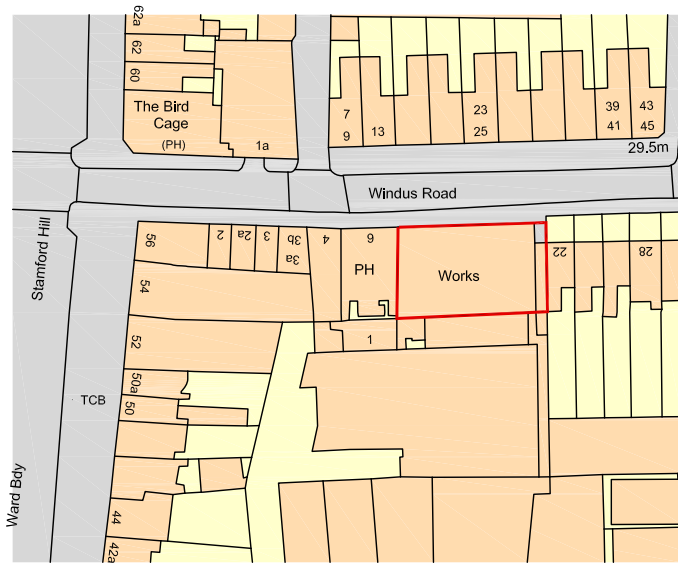 62a
62
60
The Bird
Cage
(PH)
1a
7
9
13
23
25
39
41
43
45
29.5m
Windus Road
Stamford Hill
56
2
2a
3
3b
3a
4
6
PH
Works
22
28
54
52
1
50a
50
TCB
44
42a
Ward Bdy